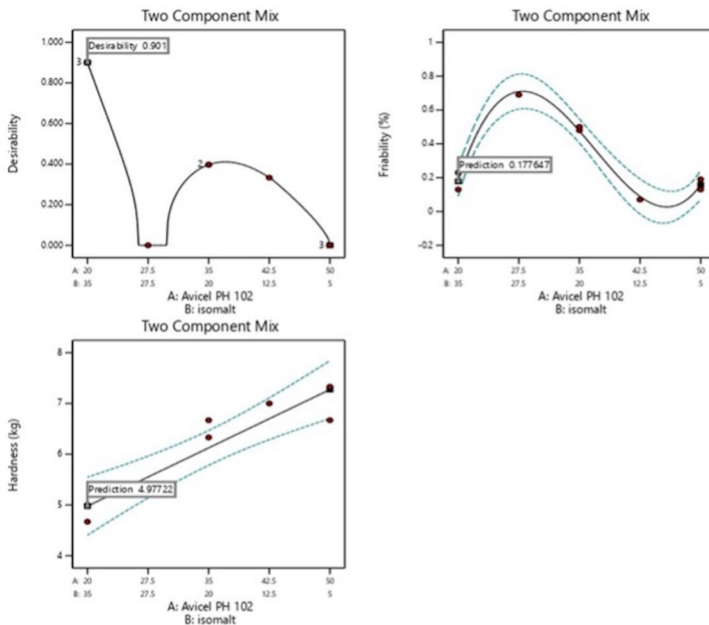 Two Component Mix
1.000
0.800
0.600
0.400
0.200
0.000
Desirability
Desirability 0.901
3
2
3
A: 20 27.5 35 42.5 50
B: 35 27.5 20 12.5 5
A: Avicel PH 102
B: isomalt
Two Component Mix
1
0.8
0.6
0.4
0.2
0
-0.2
Friability (%)
Prediction 0.177647
A: 20 27.5 35 42.5 50
B: 35 27.5 20 12.5 5
A: Avicel PH 102
B: isomalt
Two Component Mix
8
7
6
5
4
Hardness (kg)
Prediction 4.97722
A: 20 27.5 35 42.5 50
B: 35 27.5 20 12.5 5
A: Avicel PH 102
B: isomalt